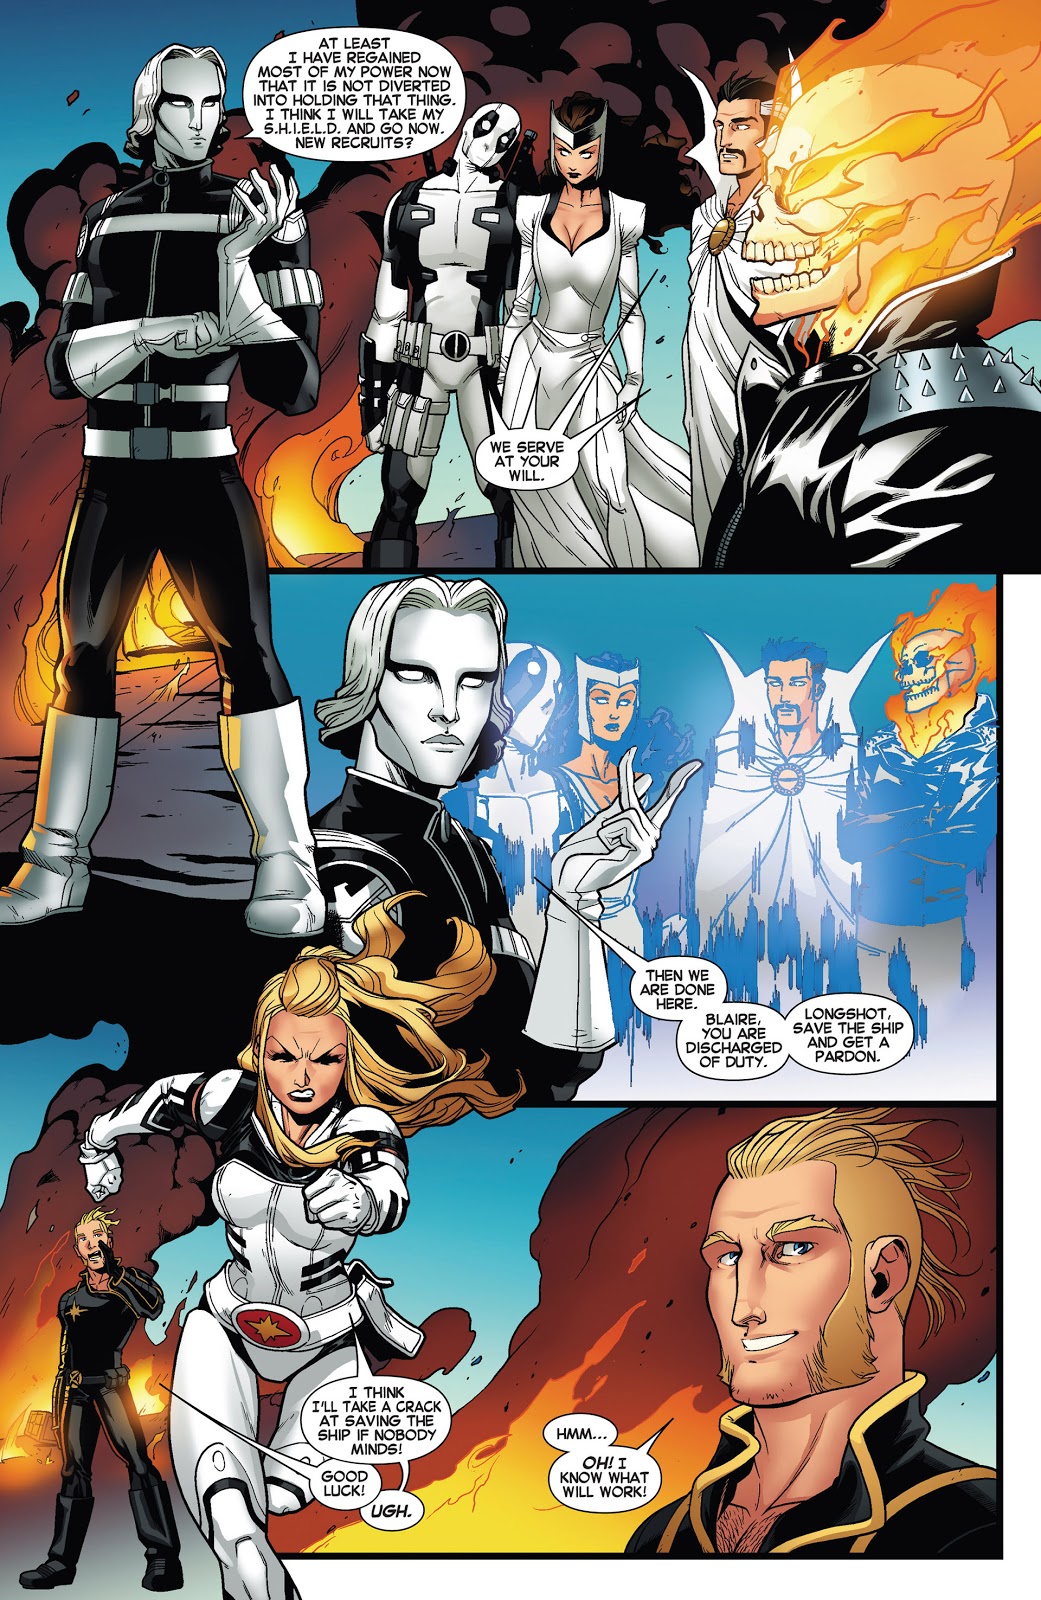 AT LEAST
I HAVE REGAINED
MOST OF MY POWER NOW
THAT IT IS NOT DIVERTED
INTO HOLDING THAT THING.
I THINK I WILL TAKE MY
S.H.I.E.L.D. AND GO NOW.
NEW RECRUITS?
WE SERVE
AT YOUR
WILL.
THEN WE
ARE DONE
HERE.
BLAIRE,
YOU ARE
DISCHARGED
OF DUTY.
LONGSHOT,
SAVE THE SHIP
AND GET A
PARDON.
I THINK
I'LL TAKE A CRACK
AT SAVING THE
SHIP IF NOBODY
MINDS!
GOOD
LUCK!
UGH.
HMM...
OH! I
KNOW WHAT
WILL WORK!